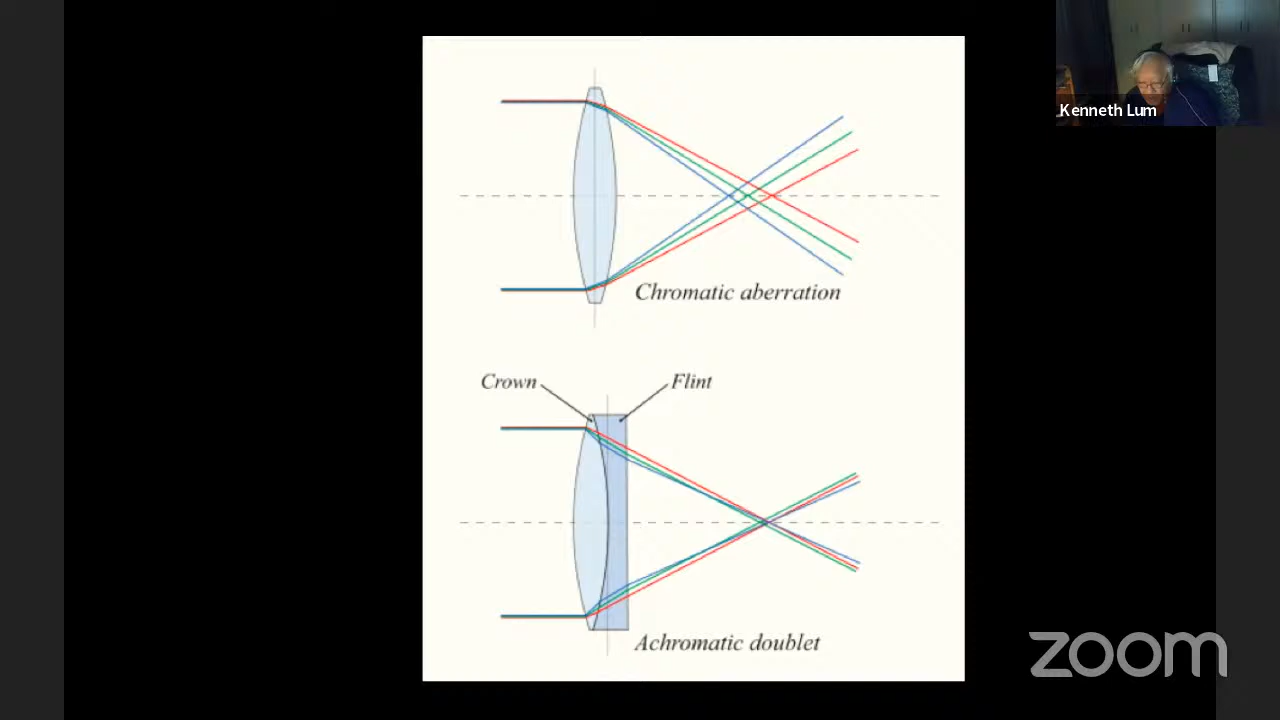 Kenneth Lum
Chromatic aberration
Crown
Flint
Achromatic doublet
zoom